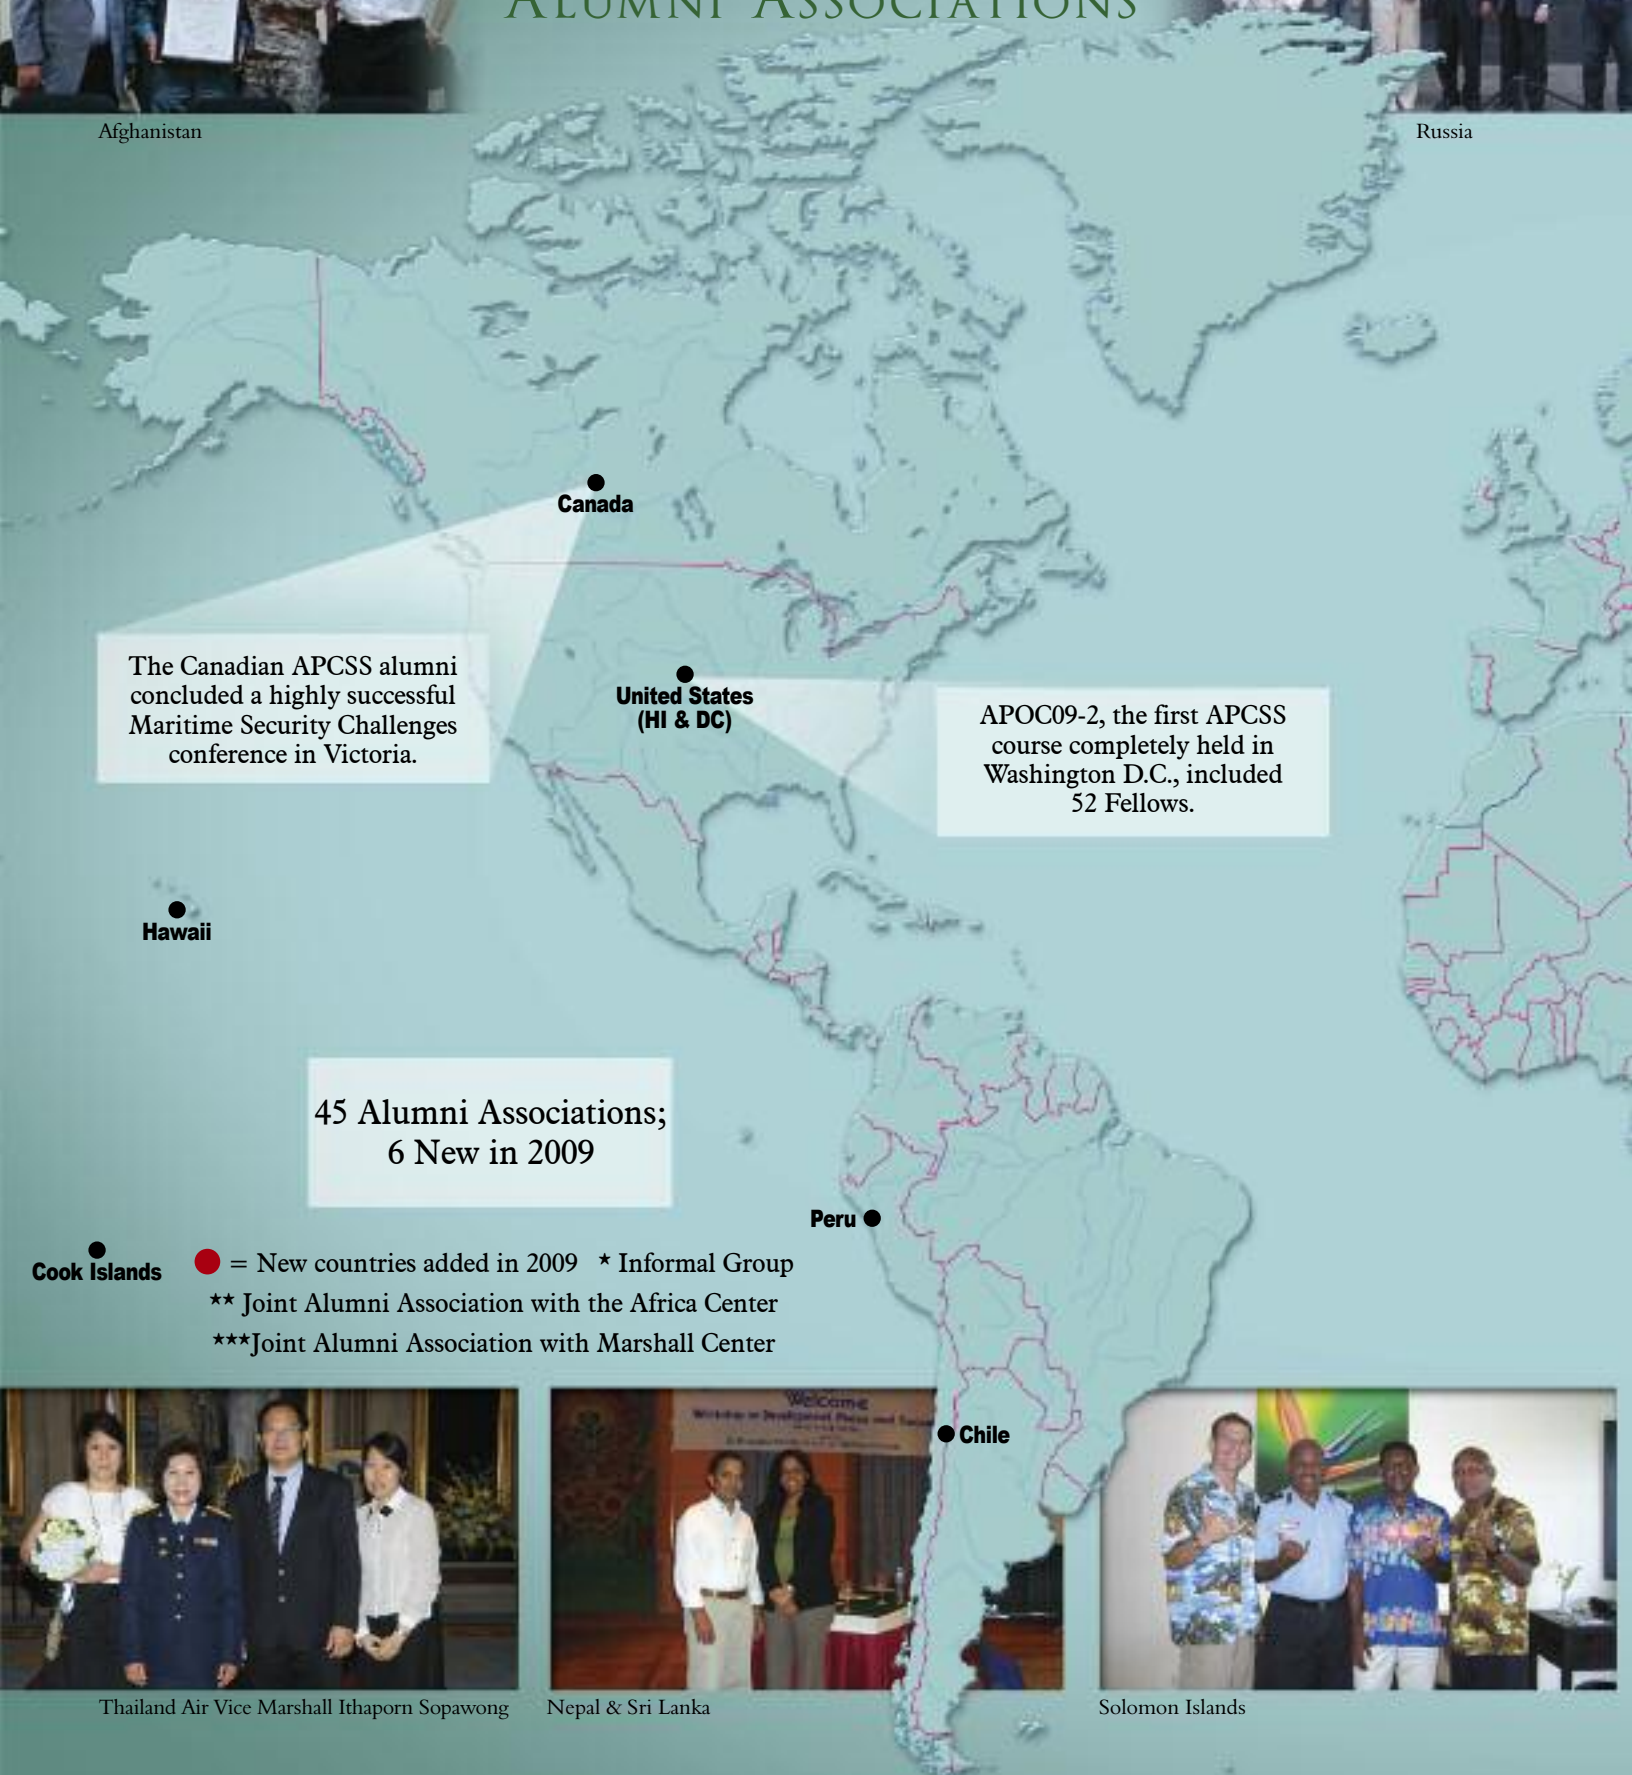 ALUMNI ASSOCIATIONS
Afghanistan
Russia
Canada
The Canadian APCSS alumni
concluded a highly successful
Maritime Security Challenges
conference in Victoria.
United States
(HI & DC)
APOC09-2, the first APCSS
course completely held in
Washington D.C., included
52 Fellows.
Hawaii
45 Alumni Associations;
6 New in 2009
Peru
Cook Islands
= New countries added in 2009 ★ Informal Group
★★ Joint Alumni Association with the Africa Center
★★★Joint Alumni Association with Marshall Center
Welcome
Workshop on Development
Chile
Thailand Air Vice Marshall Ithaporn Sopawong
Nepal & Sri Lanka
Solomon Islands